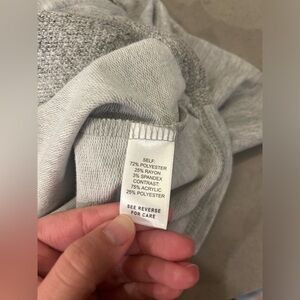 SELF:
72% POLYESTER
25% RAYON
3% SPANDEX
CONTRAST:
75% ACRYLIC
25% POLYESTER
SEE REVERSE
FOR CARE